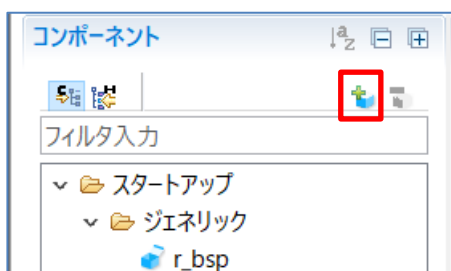 コンポーネント
フィルタ入力
スタートアップ
ジェネリック
r_bsp